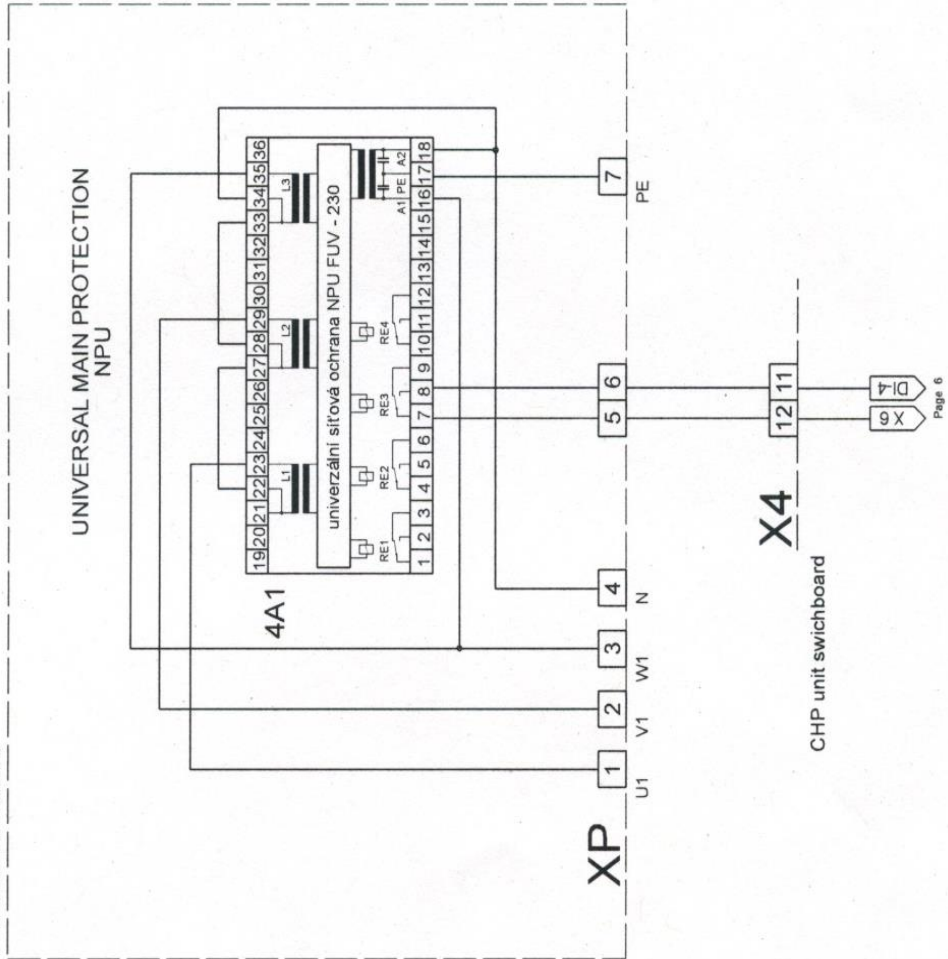 UNIVERSAL MAIN PROTECTION
NPU
19 20 21 22 23 24 25 26 27 28 29 30 31 32 33 34 35 36
L1 L2 L3
univerzální síťová ochrana NPU FUV - 230
RE1 RE2 RE3 RE4 A1 PE A2
1 2 3 4 5 6 7 8 9 10 11 12 13 14 15 16 17 18
4A1
1 2 3 4 5 6 7
XP
U1 V1 W1 N PE
X4
12 11
CHP unit swichboard
X 6 DI-4
Page 6